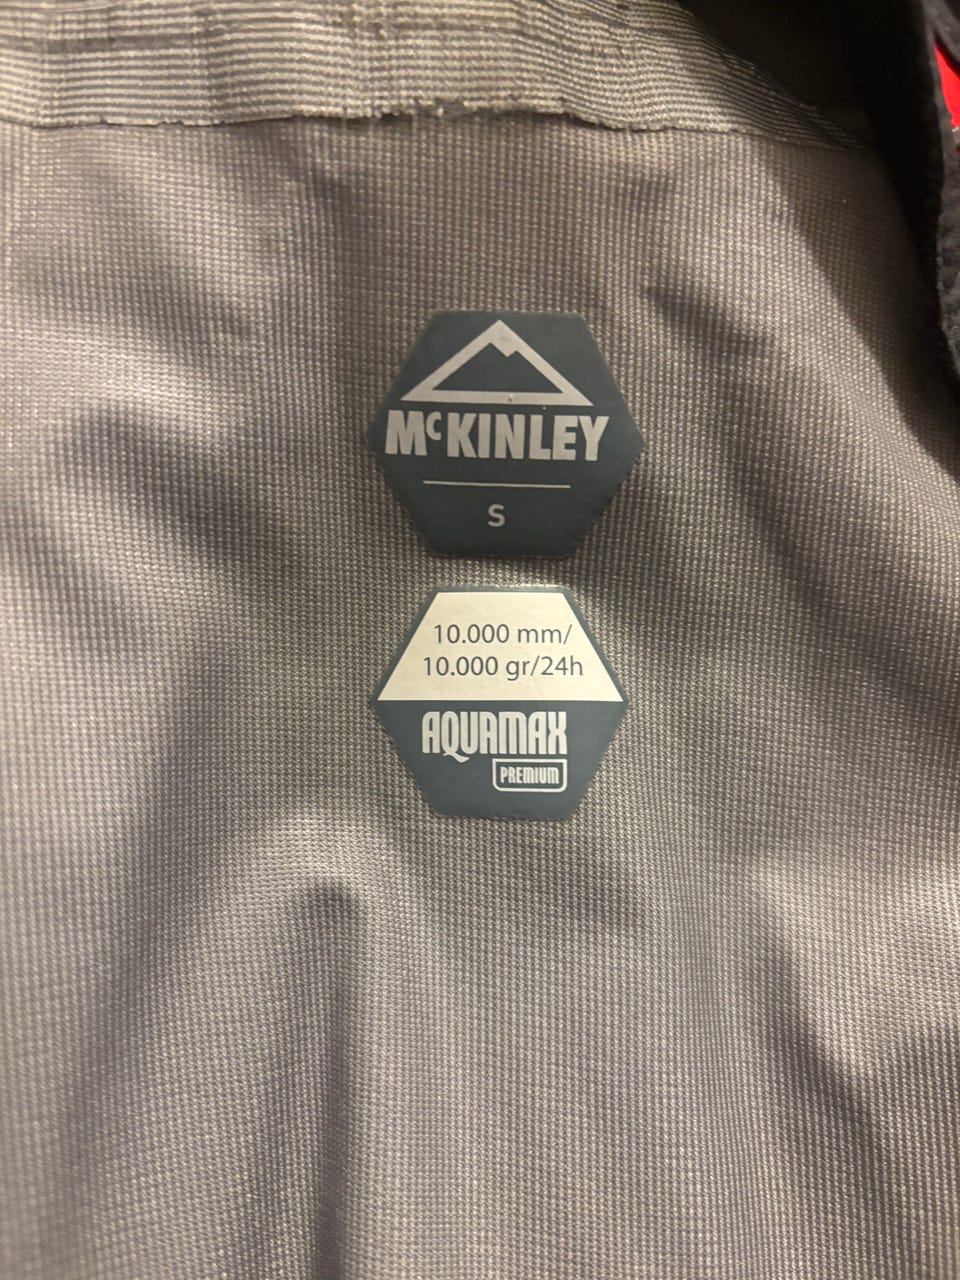 McKINLEY
S
10.000 mm/
10.000 gr/24h
AQUAMAX
PREMIUM